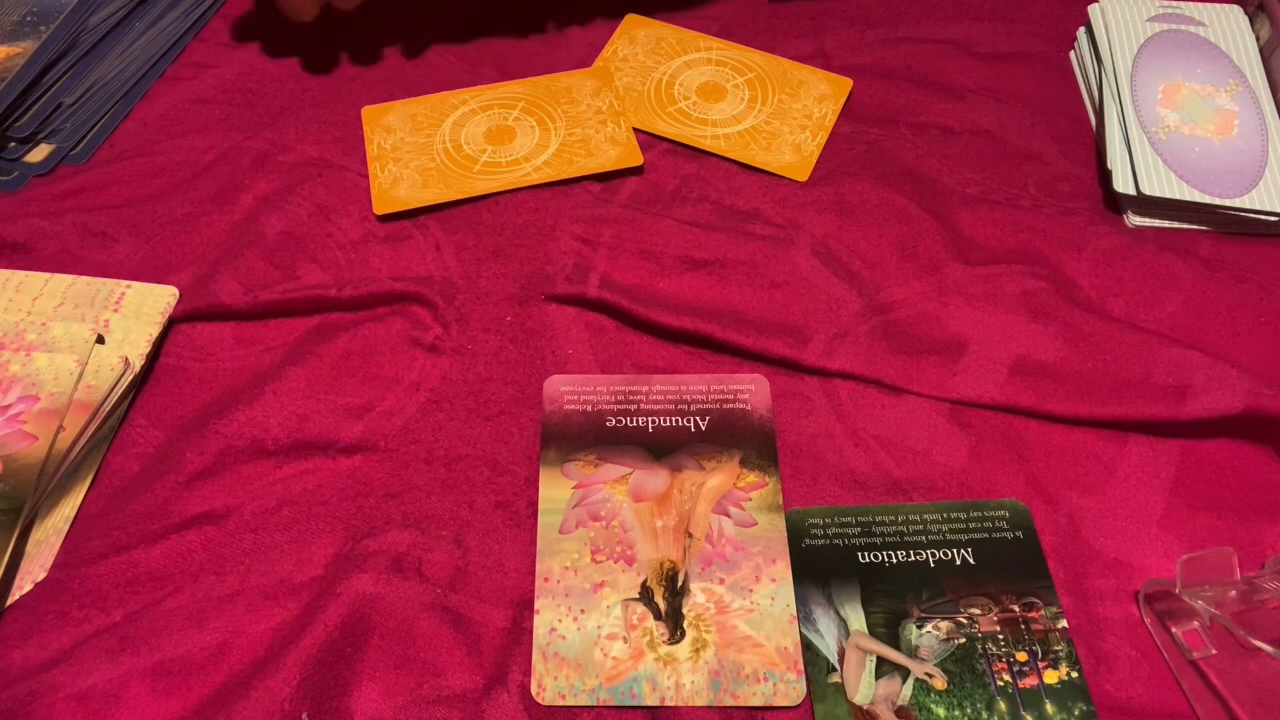 Abundance
Prepare yourself for incoming abundance: Release
any mental blocks you may have; in Fairyland and
human land there is enough abundance for everyone
Moderation
Is there something you know you shouldn't be eating?
Try to eat mindfully and healthily – although the
fairies say that a little bit of what you fancy is fine!